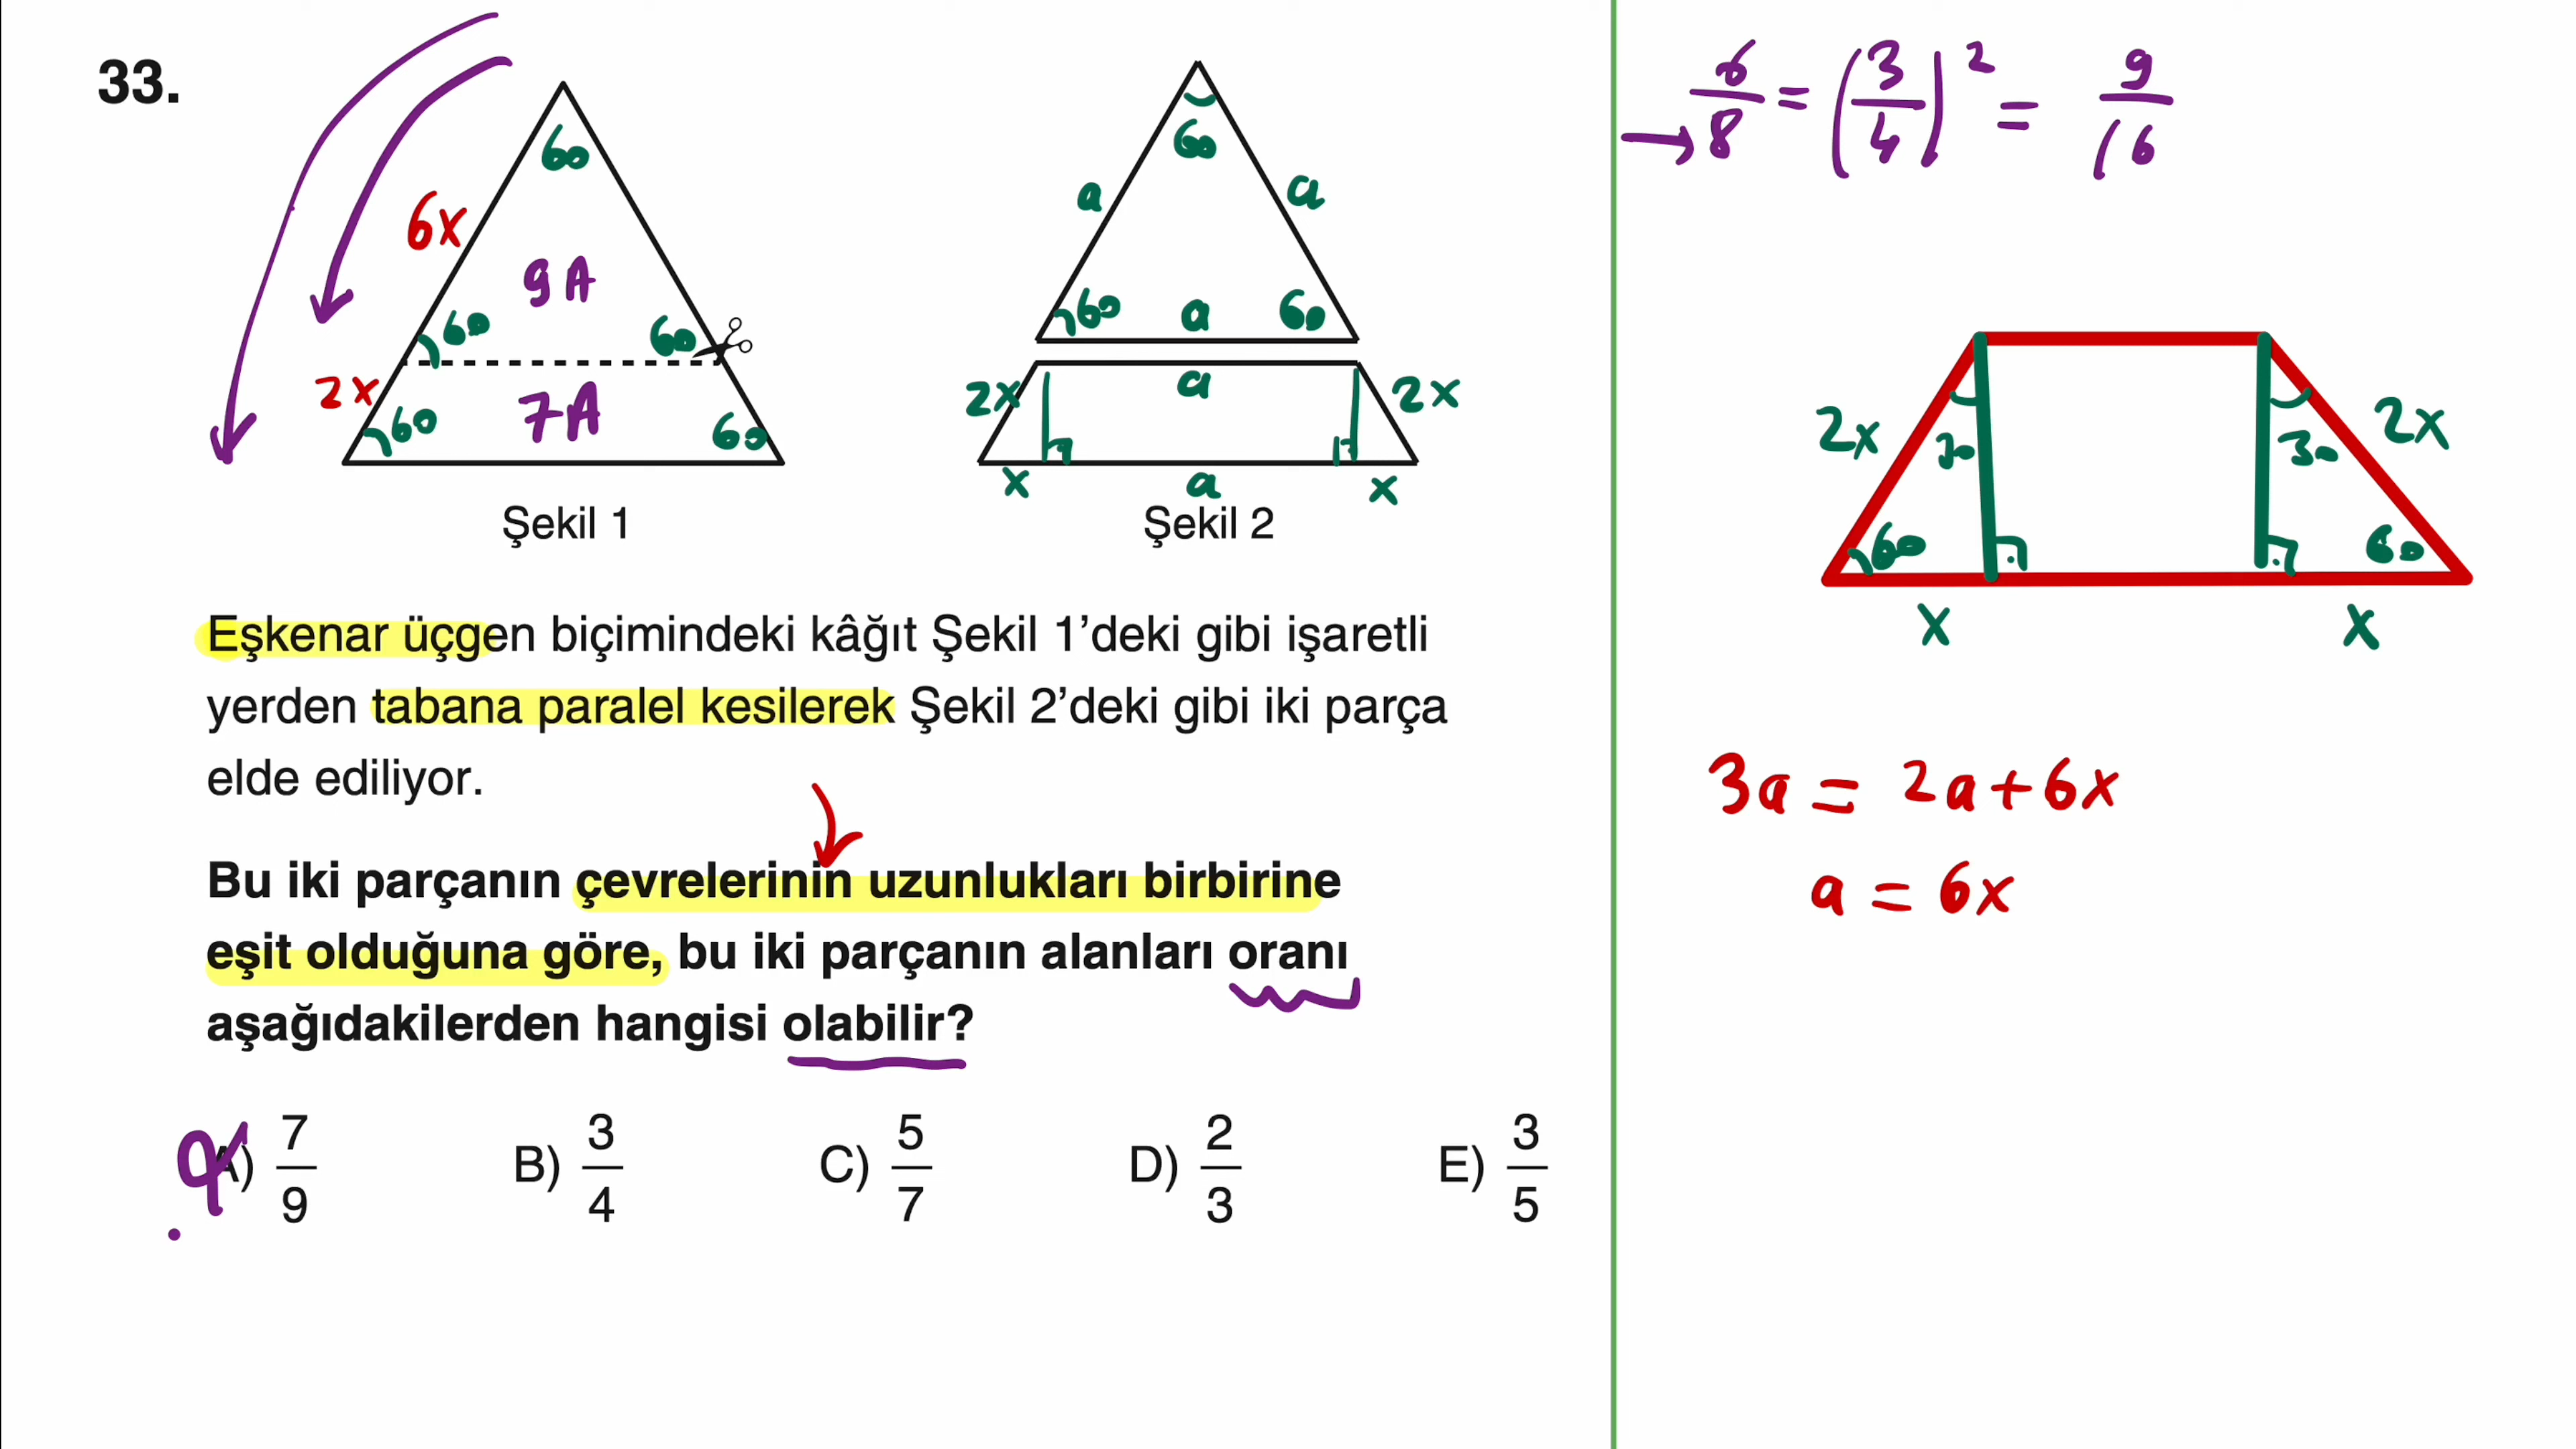 33.
60
6x
9A
60
60
2x
7A
60
60
Şekil 1
60
a
a
60
a
60
2x
a
2x
x
a
x
Şekil 2
Eşkenar üçgen biçimindeki kâğıt Şekil 1'deki gibi işaretli
yerden tabana paralel kesilerek Şekil 2'deki gibi iki parça
elde ediliyor.
Bu iki parçanın çevrelerinin uzunlukları birbirine
eşit olduğuna göre, bu iki parçanın alanları oranı
aşağıdakilerden hangisi olabilir?
A) 7/9 B) 3/4 C) 5/7 D) 2/3 E) 3/5
6/8 = (3/4)² = 9/16
2x
30
30
2x
60
60
x
x
3a = 2a + 6x
a = 6x